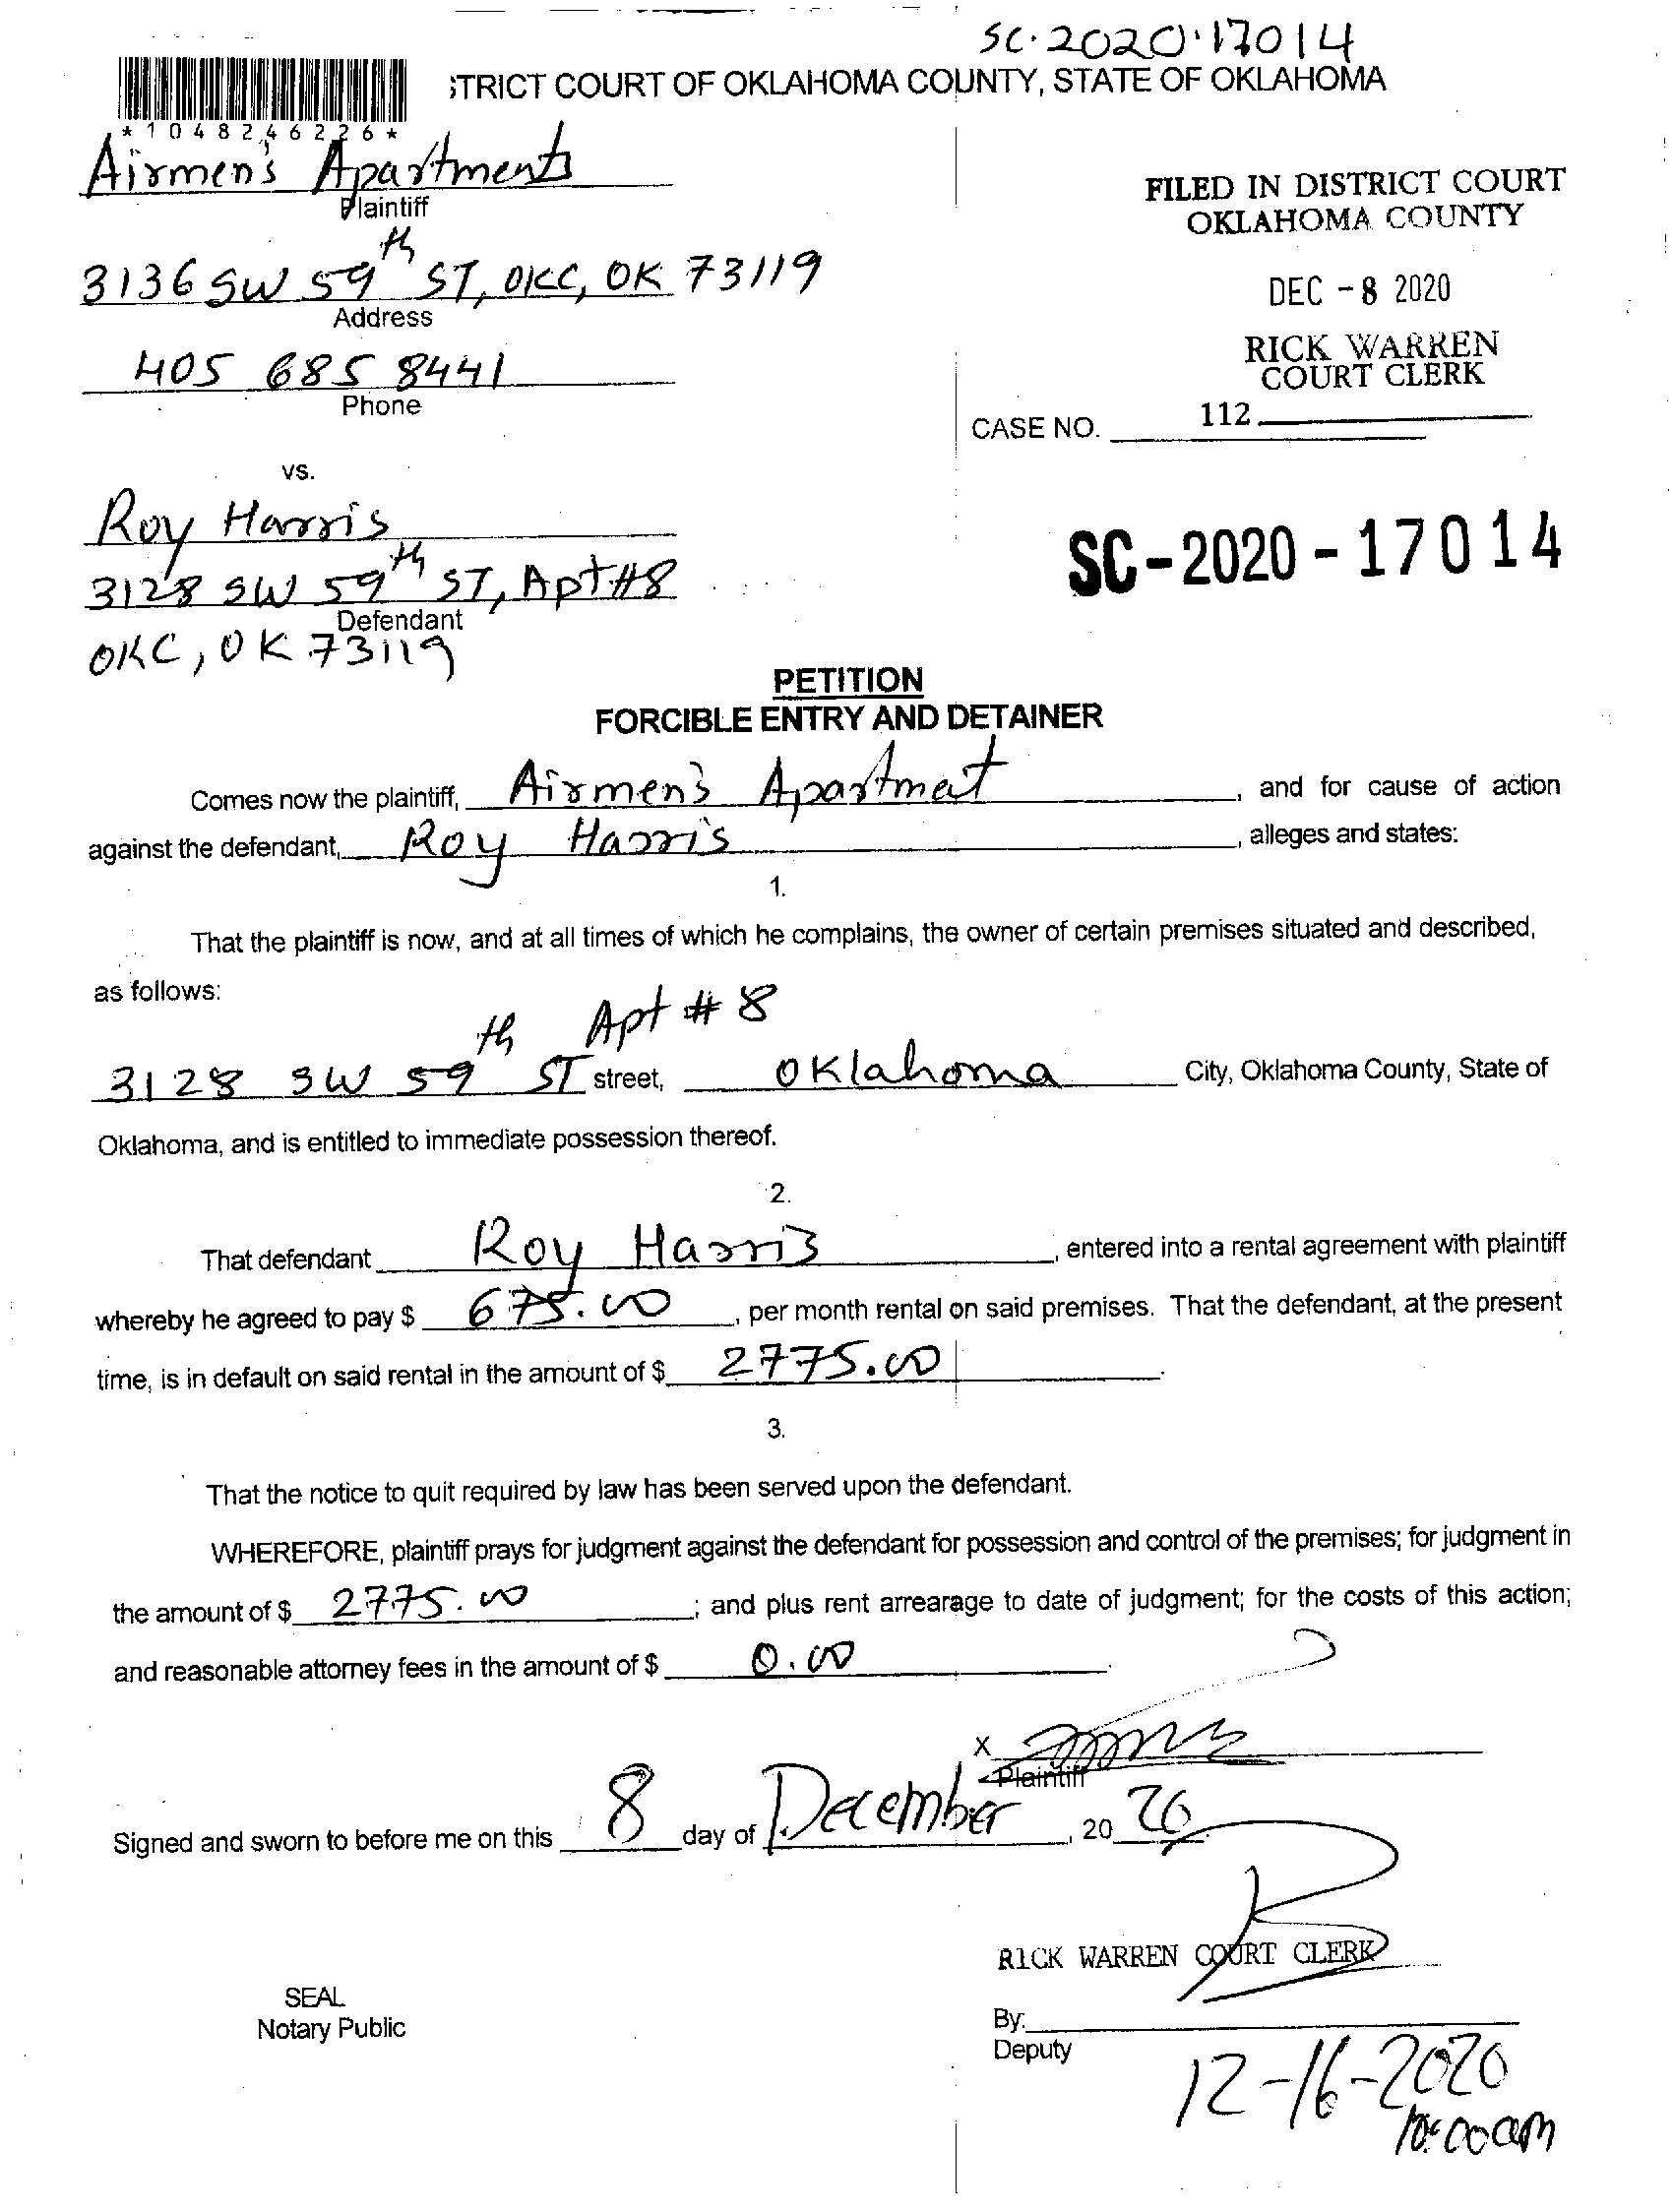 SC.2020.17014
STRICT COURT OF OKLAHOMA COUNTY, STATE OF OKLAHOMA
*1048246226*
Airmen's Apartments
Plaintiff
3136 SW 59th ST, OKC, OK 73119
Address
405 685 8441
Phone
FILED IN DISTRICT COURT
OKLAHOMA COUNTY
DEC -8 2020
RICK WARREN
COURT CLERK
112
CASE NO.
vs.
Roy Harris
3128 SW 59th ST, Apt #8
Defendant
OKC, OK 73119
SC-2020-17014
PETITION
FORCIBLE ENTRY AND DETAINER
Comes now the plaintiff, Airmen's Apartmet, and for cause of action
against the defendant, Roy Harris, alleges and states:
1.
That the plaintiff is now, and at all times of which he complains, the owner of certain premises situated and described,
as follows:
Apt # 8
3128 SW 59th ST street, Oklahoma City, Oklahoma County, State of
Oklahoma, and is entitled to immediate possession thereof.
2.
That defendant Roy Harris, entered into a rental agreement with plaintiff
whereby he agreed to pay $ 675.00, per month rental on said premises. That the defendant, at the present
time, is in default on said rental in the amount of $ 2775.00.
3.
That the notice to quit required by law has been served upon the defendant.
WHEREFORE, plaintiff prays for judgment against the defendant for possession and control of the premises; for judgment in
the amount of $ 2775.00; and plus rent arrearage to date of judgment; for the costs of this action;
and reasonable attorney fees in the amount of $ 0.00.
X
Plaintiff
Signed and sworn to before me on this 8 day of December, 2020.
RICK WARREN COURT CLERK
SEAL
Notary Public
By:
Deputy
12-16-2020
10:00am